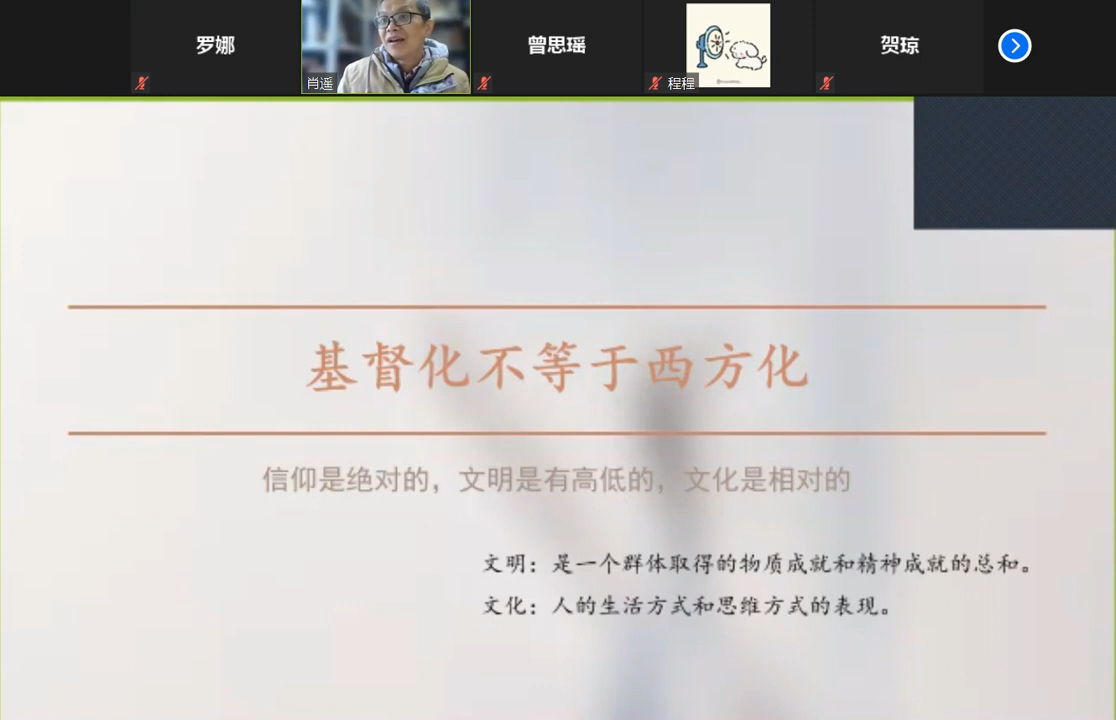 罗娜
肖遥
曾思瑶
程程
贺琼
基督化不等于西方化
信仰是绝对的，文明是有高低的，文化是相对的
文明：是一个群体取得的物质成就和精神成就的总和。
文化：人的生活方式和思维方式的表现。